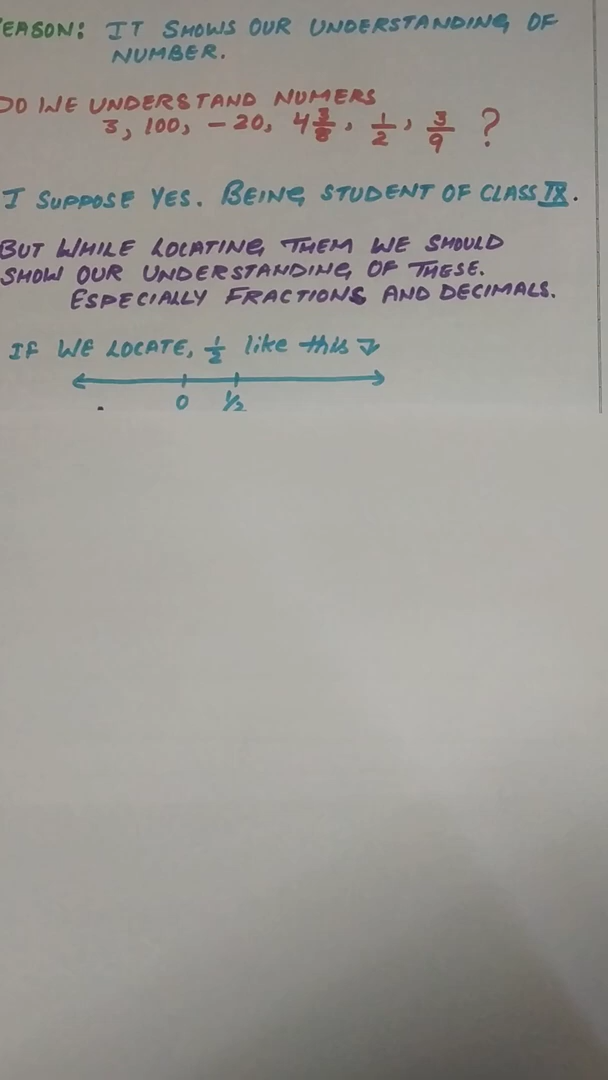 EASON: IT SHOWS OUR UNDERSTANDING OF
NUMBER.
DO WE UNDERSTAND NUMERS
3, 100, -20, 4 3/8, 1/2, 3/9 ?
I SUPPOSE YES. BEING STUDENT OF CLASS IX.
BUT WHILE LOCATING THEM WE SHOULD
SHOW OUR UNDERSTANDING OF THESE.
ESPECIALLY FRACTIONS AND DECIMALS.
IF WE LOCATE, 1/2 like this ↴
0 1/2